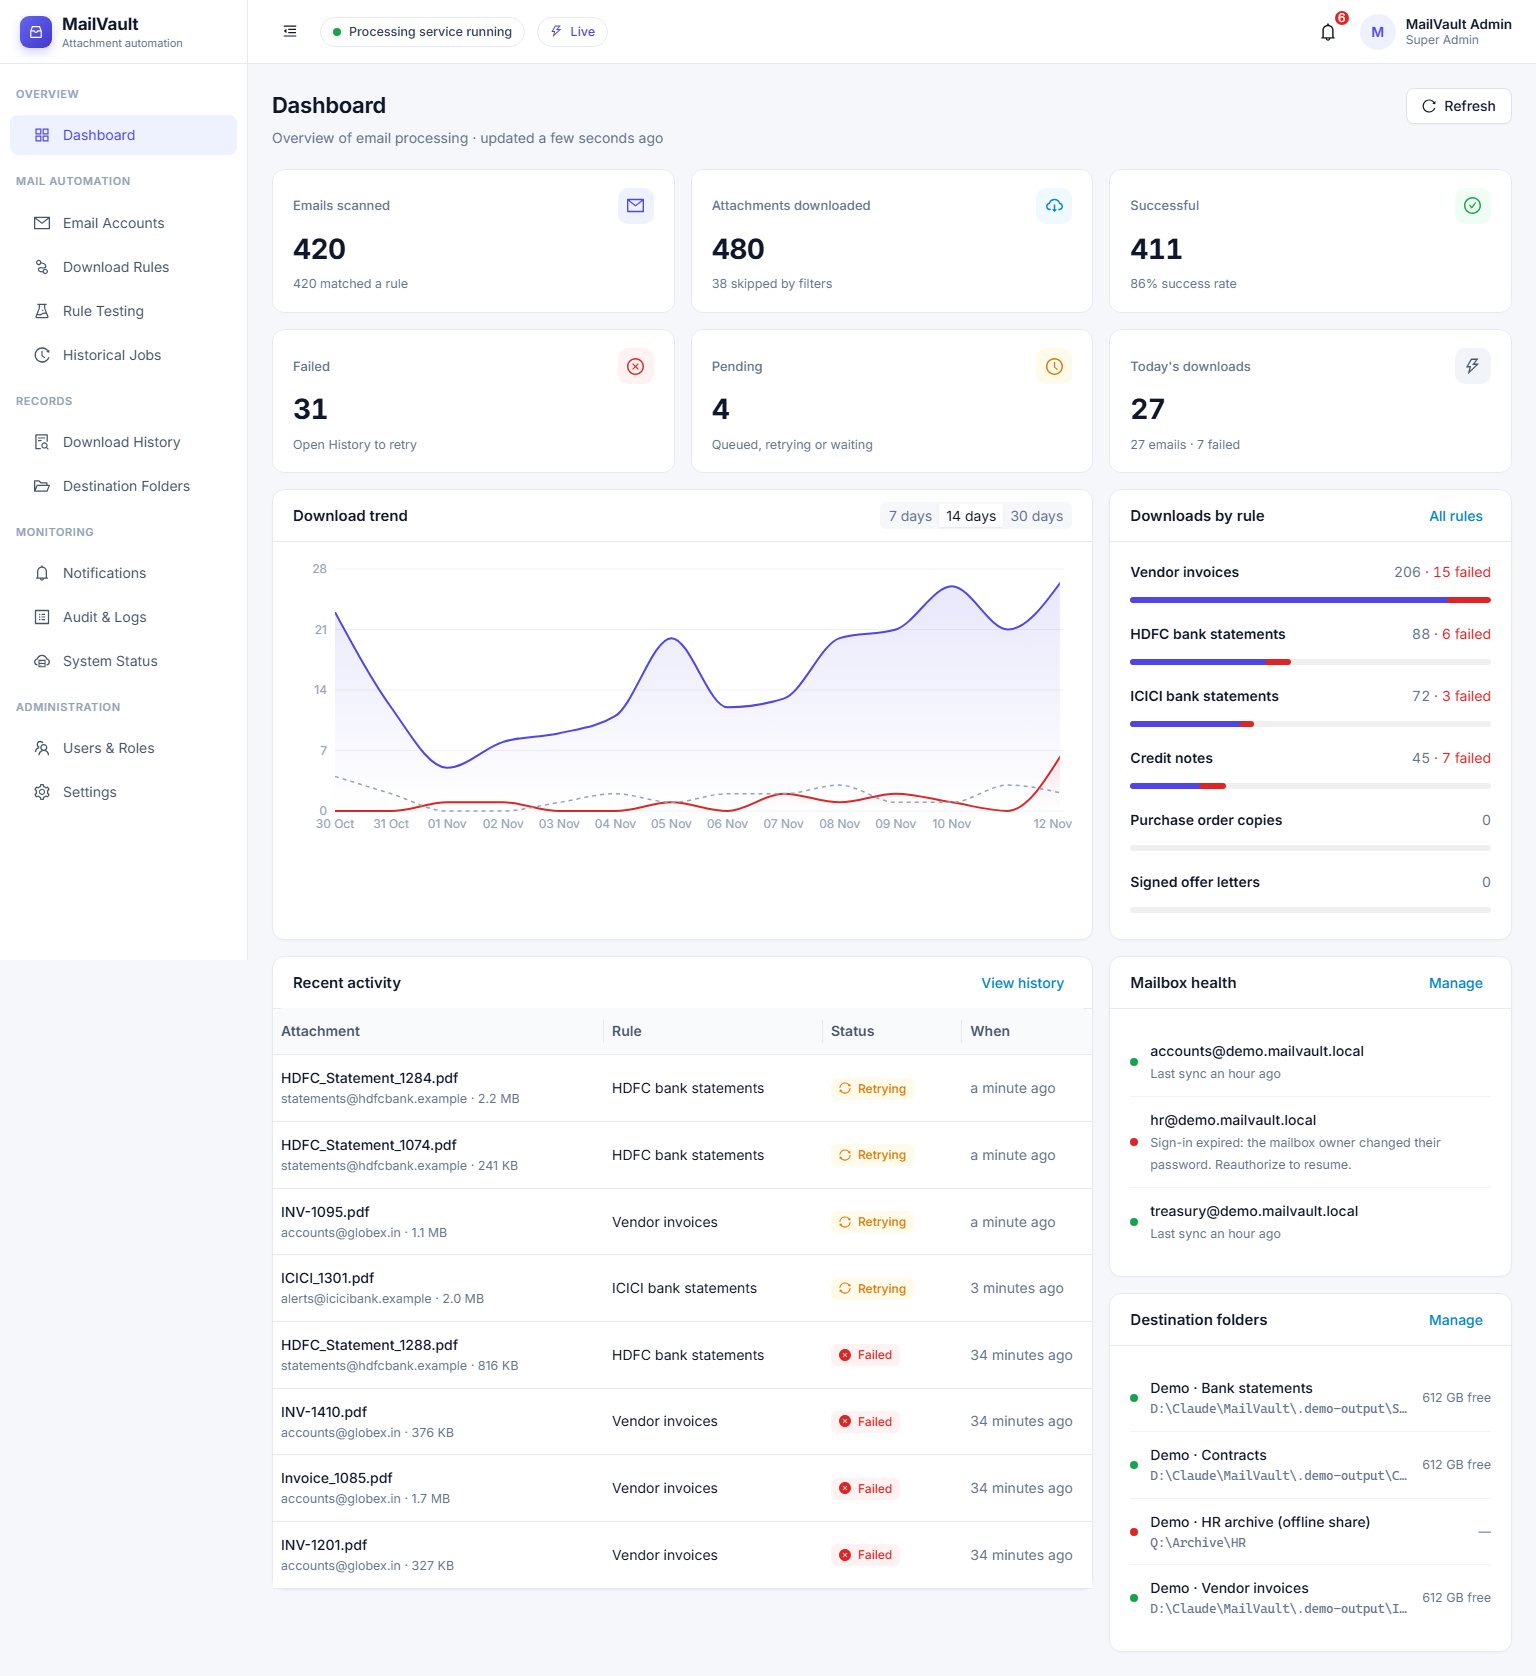 MailVault
Attachment automation
Processing service running
Live
6
M
MailVault Admin
Super Admin
OVERVIEW
Dashboard
MAIL AUTOMATION
Email Accounts
Download Rules
Rule Testing
Historical Jobs
RECORDS
Download History
Destination Folders
MONITORING
Notifications
Audit & Logs
System Status
ADMINISTRATION
Users & Roles
Settings
Dashboard
Overview of email processing · updated a few seconds ago
Refresh
Emails scanned
420
420 matched a rule
Attachments downloaded
480
38 skipped by filters
Successful
411
86% success rate
Failed
31
Open History to retry
Pending
4
Queued, retrying or waiting
Today's downloads
27
27 emails · 7 failed
Download trend
7 days 14 days 30 days
28
21
14
7
0
30 Oct 31 Oct 01 Nov 02 Nov 03 Nov 04 Nov 05 Nov 06 Nov 07 Nov 08 Nov 09 Nov 10 Nov 12 Nov
Downloads by rule
All rules
Vendor invoices 206 · 15 failed
HDFC bank statements 88 · 6 failed
ICICI bank statements 72 · 3 failed
Credit notes 45 · 7 failed
Purchase order copies 0
Signed offer letters 0
Recent activity
View history
Attachment Rule Status When
HDFC_Statement_1284.pdf
statements@hdfcbank.example · 2.2 MB
HDFC bank statements Retrying a minute ago
HDFC_Statement_1074.pdf
statements@hdfcbank.example · 241 KB
HDFC bank statements Retrying a minute ago
INV-1095.pdf
accounts@globex.in · 1.1 MB
Vendor invoices Retrying a minute ago
ICICI_1301.pdf
alerts@icicibank.example · 2.0 MB
ICICI bank statements Retrying 3 minutes ago
HDFC_Statement_1288.pdf
statements@hdfcbank.example · 816 KB
HDFC bank statements Failed 34 minutes ago
INV-1410.pdf
accounts@globex.in · 376 KB
Vendor invoices Failed 34 minutes ago
Invoice_1085.pdf
accounts@globex.in · 1.7 MB
Vendor invoices Failed 34 minutes ago
INV-1201.pdf
accounts@globex.in · 327 KB
Vendor invoices Failed 34 minutes ago
Mailbox health
Manage
accounts@demo.mailvault.local
Last sync an hour ago
hr@demo.mailvault.local
Sign-in expired: the mailbox owner changed their
password. Reauthorize to resume.
treasury@demo.mailvault.local
Last sync an hour ago
Destination folders
Manage
Demo · Bank statements
D:\Claude\MailVault\.demo-output\S…
612 GB free
Demo · Contracts
D:\Claude\MailVault\.demo-output\C…
612 GB free
Demo · HR archive (offline share)
Q:\Archive\HR
—
Demo · Vendor invoices
D:\Claude\MailVault\.demo-output\I…
612 GB free